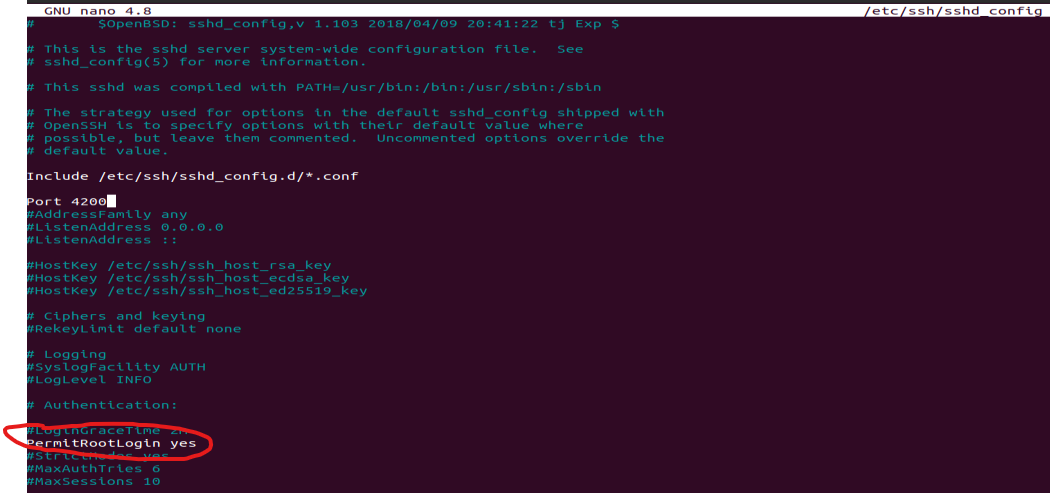 GNU nano 4.8 /etc/ssh/sshd_config
# $OpenBSD: sshd_config,v 1.103 2018/04/09 20:41:22 tj Exp $
# This is the sshd server system-wide configuration file. See
# sshd_config(5) for more information.
# This sshd was compiled with PATH=/usr/bin:/bin:/usr/sbin:/sbin
# The strategy used for options in the default sshd_config shipped with
# OpenSSH is to specify options with their default value where
# possible, but leave them commented. Uncommented options override the
# default value.
Include /etc/ssh/sshd_config.d/*.conf
Port 4200
#AddressFamily any
#ListenAddress 0.0.0.0
#ListenAddress ::
#HostKey /etc/ssh/ssh_host_rsa_key
#HostKey /etc/ssh/ssh_host_ecdsa_key
#HostKey /etc/ssh/ssh_host_ed25519_key
# Ciphers and keying
#RekeyLimit default none
# Logging
#SyslogFacility AUTH
#LogLevel INFO
# Authentication:
#LoginGraceTime 2m
PermitRootLogin yes
#StrictModes yes
#MaxAuthTries 6
#MaxSessions 10